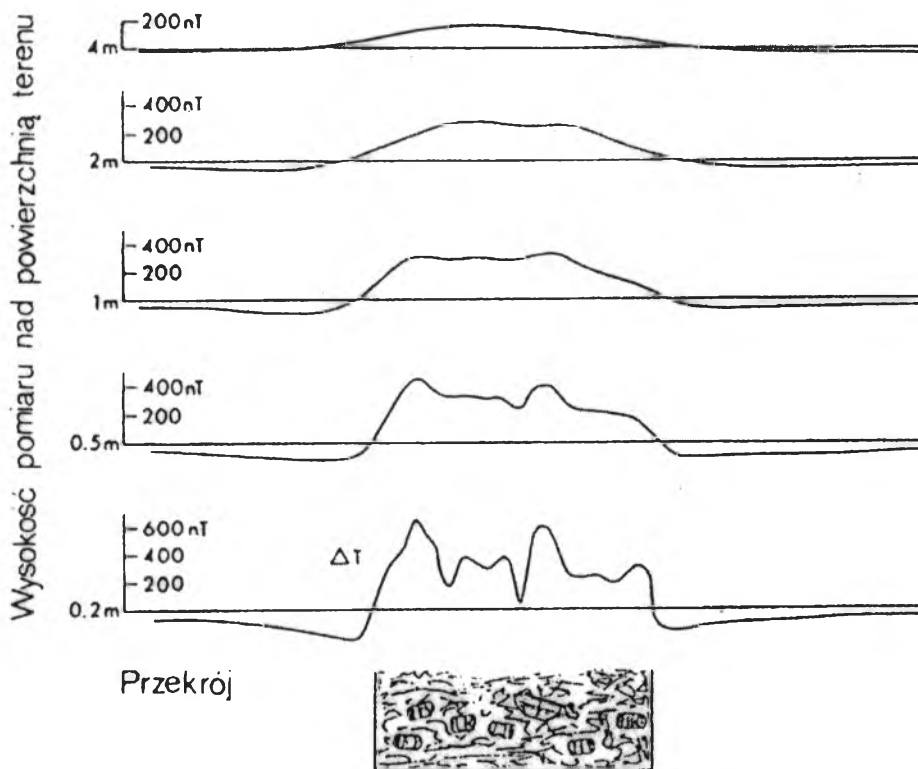 Wysokość pomiaru nad powierzchnią terenu
200nT
4m
400nT
200
2m
400nT
200
1m
400nT
200
0.5m
600nT
400
200
ΔT
0.2m
Przekrój